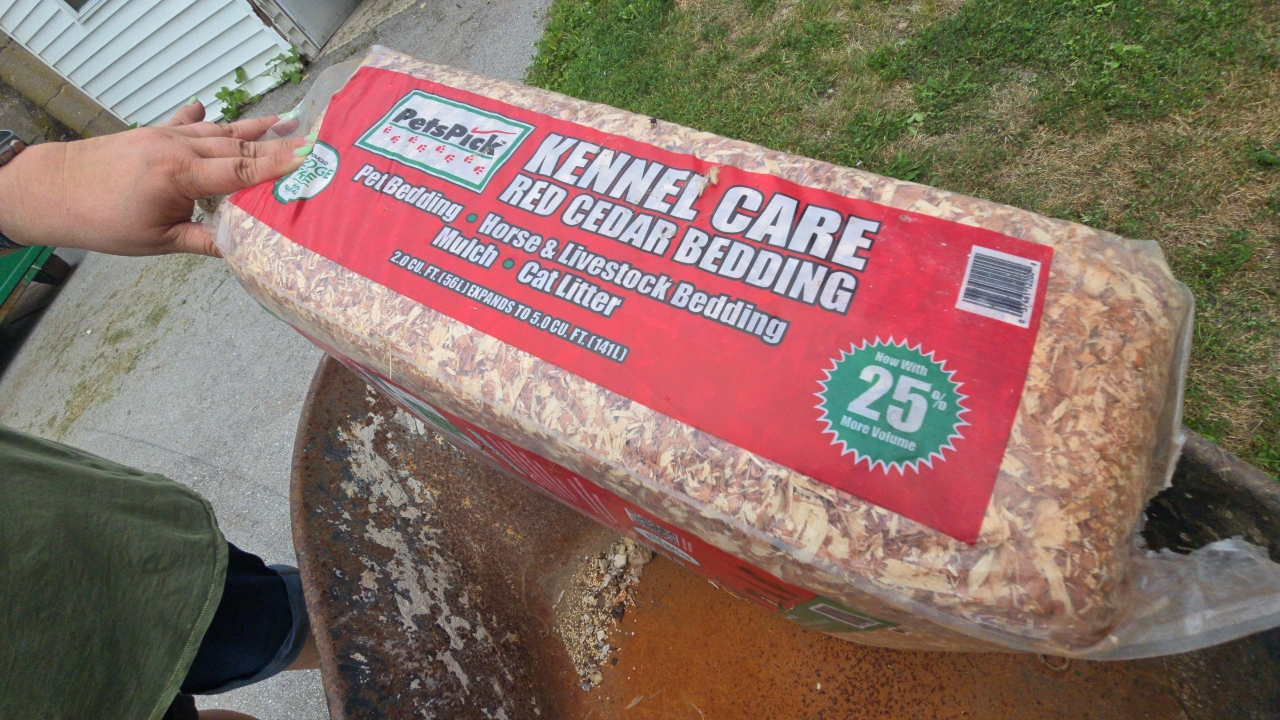 PetsPick
KENNEL CARE
RED CEDAR BEDDING
Pet Bedding • Horse & Livestock Bedding
Mulch • Cat Litter
2.0 CU. FT. (56L) EXPANDS TO 5.0 CU. FT. (141L)
Now With
25%
More Volume